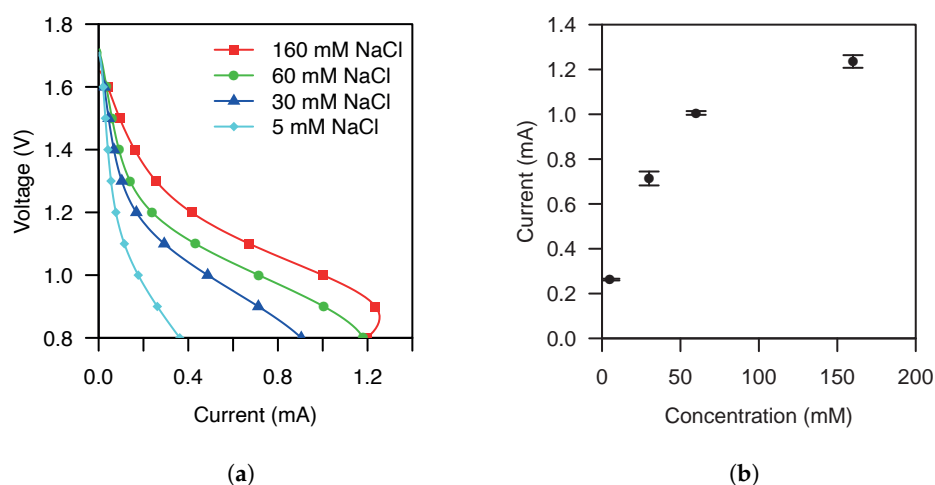 1.8
1.6
1.4
1.2
1.0
0.8
Voltage (V)
160 mM NaCl
60 mM NaCl
30 mM NaCl
5 mM NaCl
0.0
0.4
0.8
1.2
Current (mA)
(a)
1.4
1.2
1.0
0.8
0.6
0.4
0.2
0.0
Current (mA)
0
50
100
150
200
Concentration (mM)
(b)